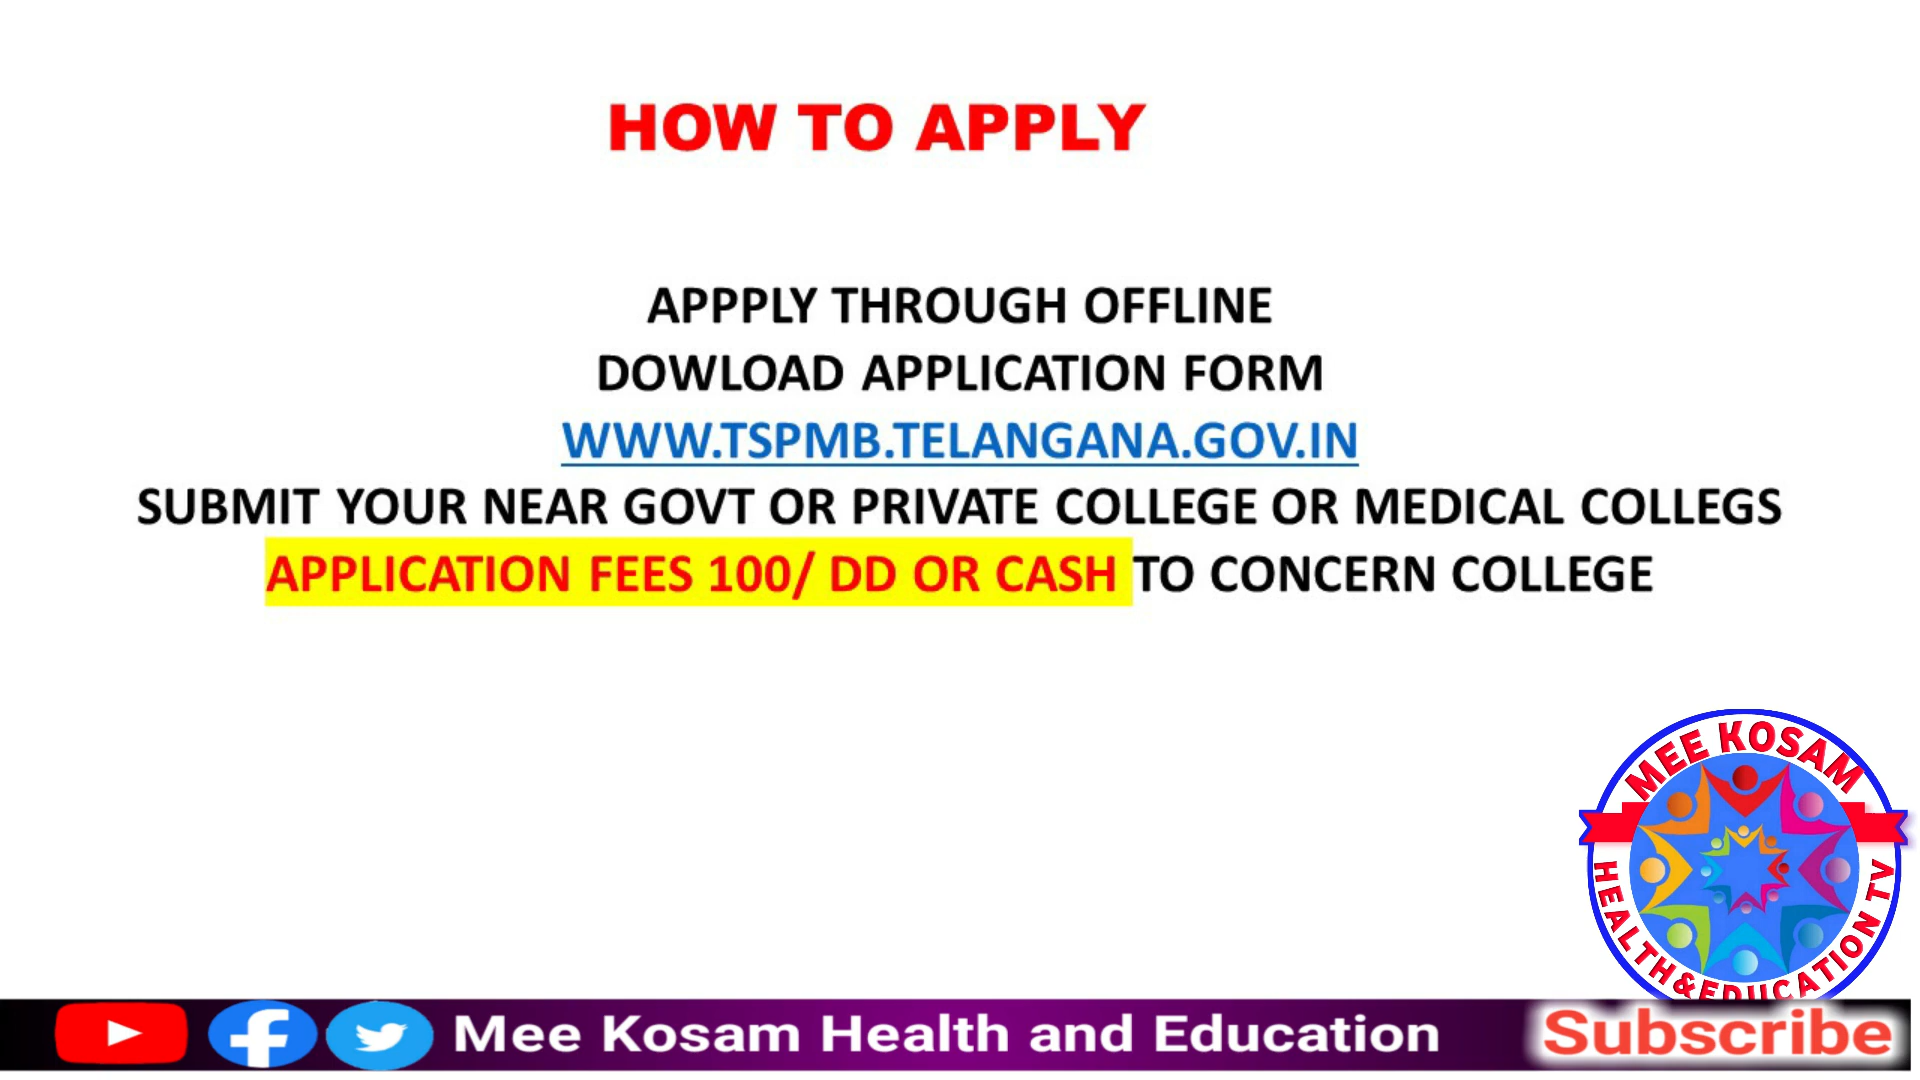 HOW TO APPLY
APPPLY THROUGH OFFLINE
DOWLOAD APPLICATION FORM
WWW.TSPMB.TELANGANA.GOV.IN
SUBMIT YOUR NEAR GOVT OR PRIVATE COLLEGE OR MEDICAL COLLEGS
APPLICATION FEES 100/ DD OR CASH TO CONCERN COLLEGE
MEE KOSAM
HEALTH&EDUCATION TV
Mee Kosam Health and Education
Subscribe